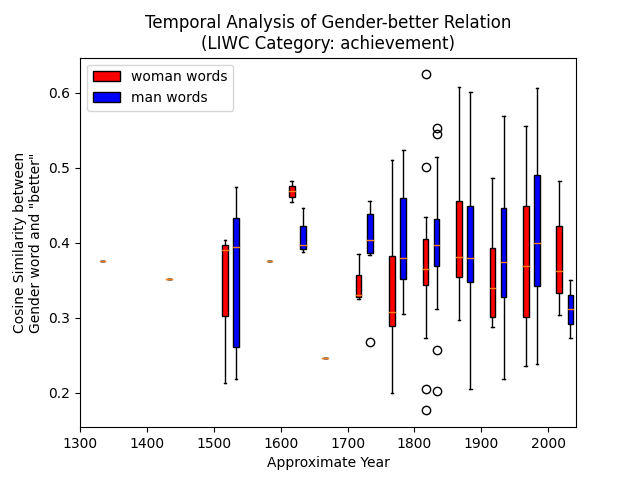 Temporal Analysis of Gender-better Relation
(LIWC Category: achievement)
woman words
man words
Cosine Similarity between
Gender word and "better"
0.6
0.5
0.4
0.3
0.2
1300 1400 1500 1600 1700 1800 1900 2000
Approximate Year